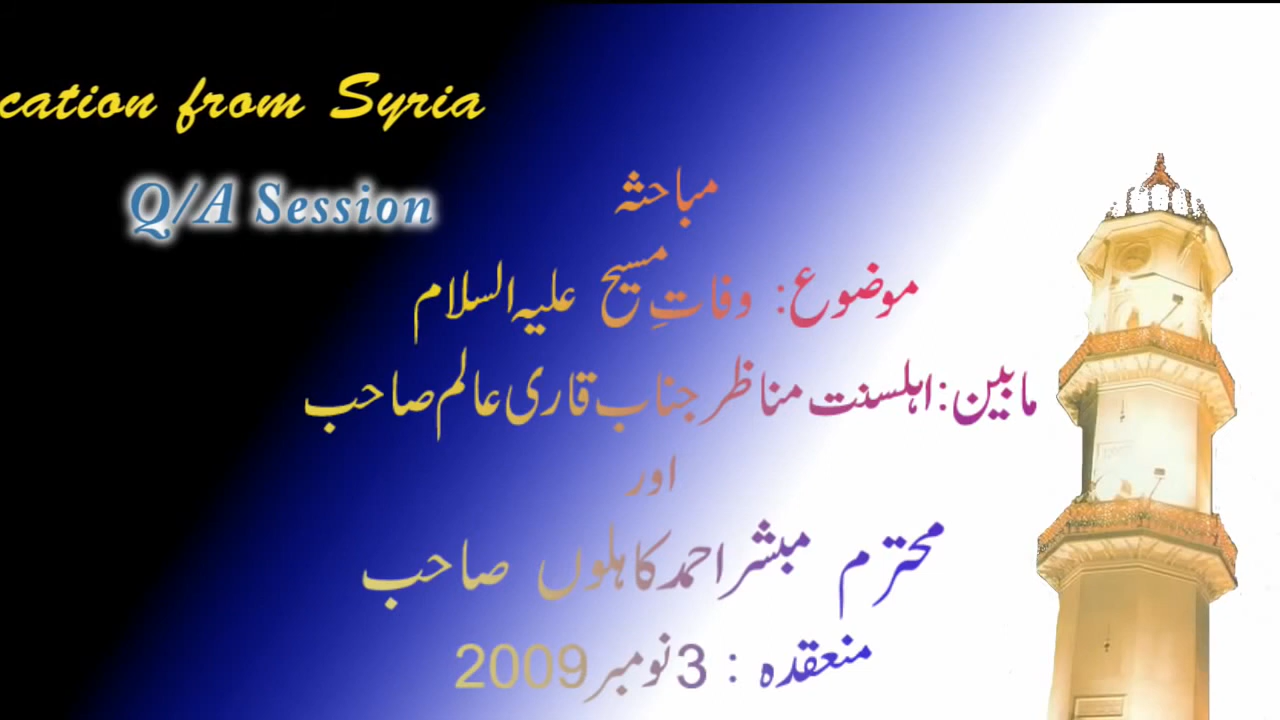 cation from Syria
Q/A Session
مباحثہ
موضوع: وفاتِ مسیح علیہ السلام
مابین: اہلسنت مناظر جناب قاری عالم صاحب
اور
محترم مبشر احمد کاہلوں صاحب
منعقدہ : 3 نومبر 2009